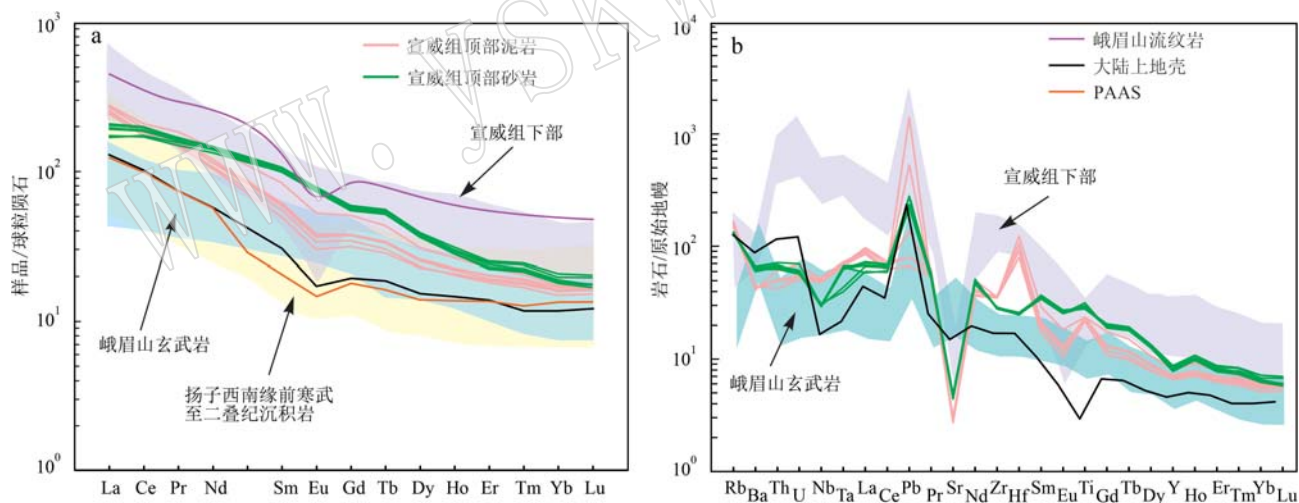 a
宣威组顶部泥岩
宣威组顶部砂岩
宣威组下部
峨眉山玄武岩
扬子西南缘前寒武
至二叠纪沉积岩
样品/球粒陨石
10³
10²
10¹
10⁰
La Ce Pr Nd Sm Eu Gd Tb Dy Ho Er Tm Yb Lu
b
峨眉山流纹岩
大陆上地壳
PAAS
宣威组下部
峨眉山玄武岩
岩石/原始地幔
10⁴
10³
10²
10¹
10⁰
Rb Ba Th U Nb Ta La Ce Pb Pr Sr Nd Zr Hf Sm Eu Ti Gd Tb Dy Y Ho Er Tm Yb Lu
www.ysk